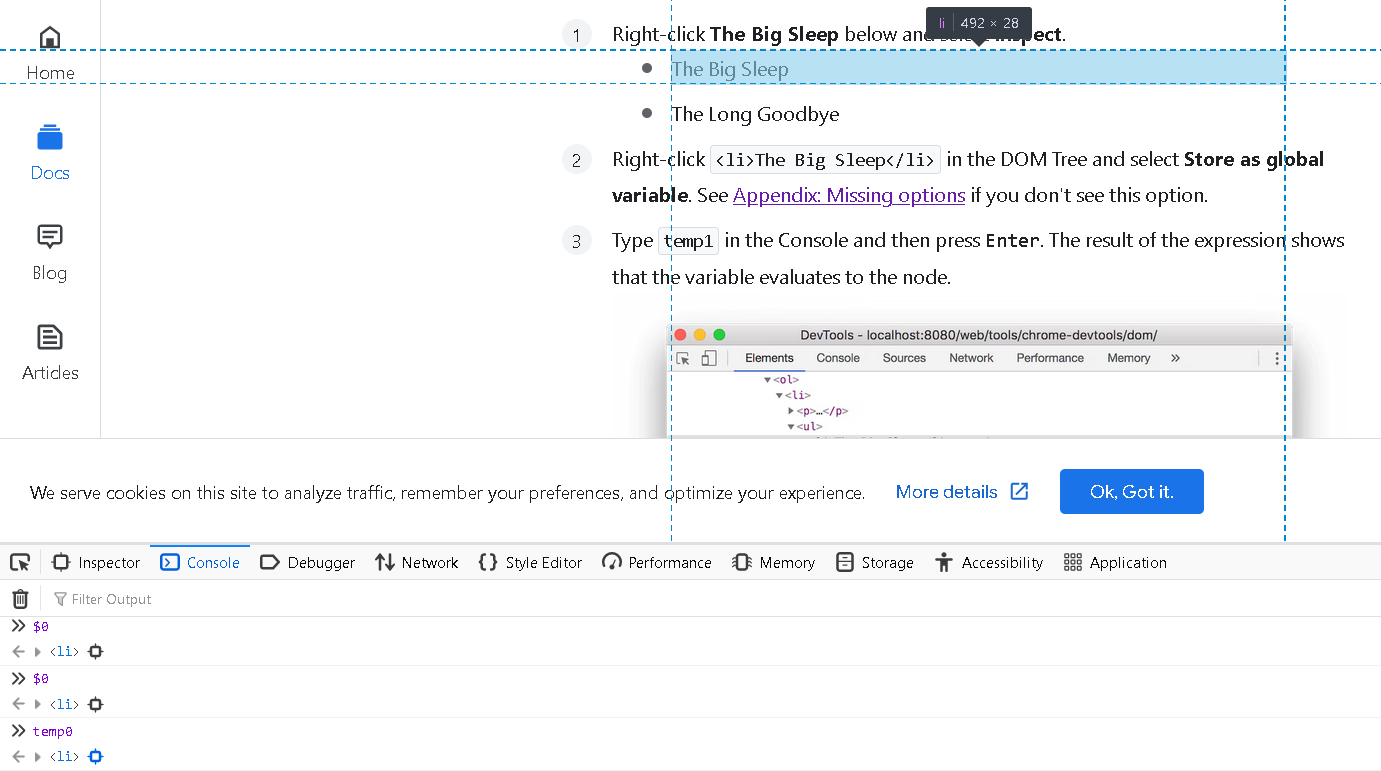 li 492 × 28
1 Right-click The Big Sleep below and select Inspect.
Home
The Big Sleep
The Long Goodbye
Docs
2 Right-click <li>The Big Sleep</li> in the DOM Tree and select Store as global
variable. See Appendix: Missing options if you don't see this option.
Blog
3 Type temp1 in the Console and then press Enter. The result of the expression shows
that the variable evaluates to the node.
Articles
DevTools - localhost:8080/web/tools/chrome-devtools/dom/
Elements Console Sources Network Performance Memory »
▼<ol>
▼<li>
▶<p>…</p>
▼<ul>
We serve cookies on this site to analyze traffic, remember your preferences, and optimize your experience. More details Ok, Got it.
Inspector Console Debugger Network Style Editor Performance Memory Storage Accessibility Application
Filter Output
$0
<li>
$0
<li>
temp0
<li>